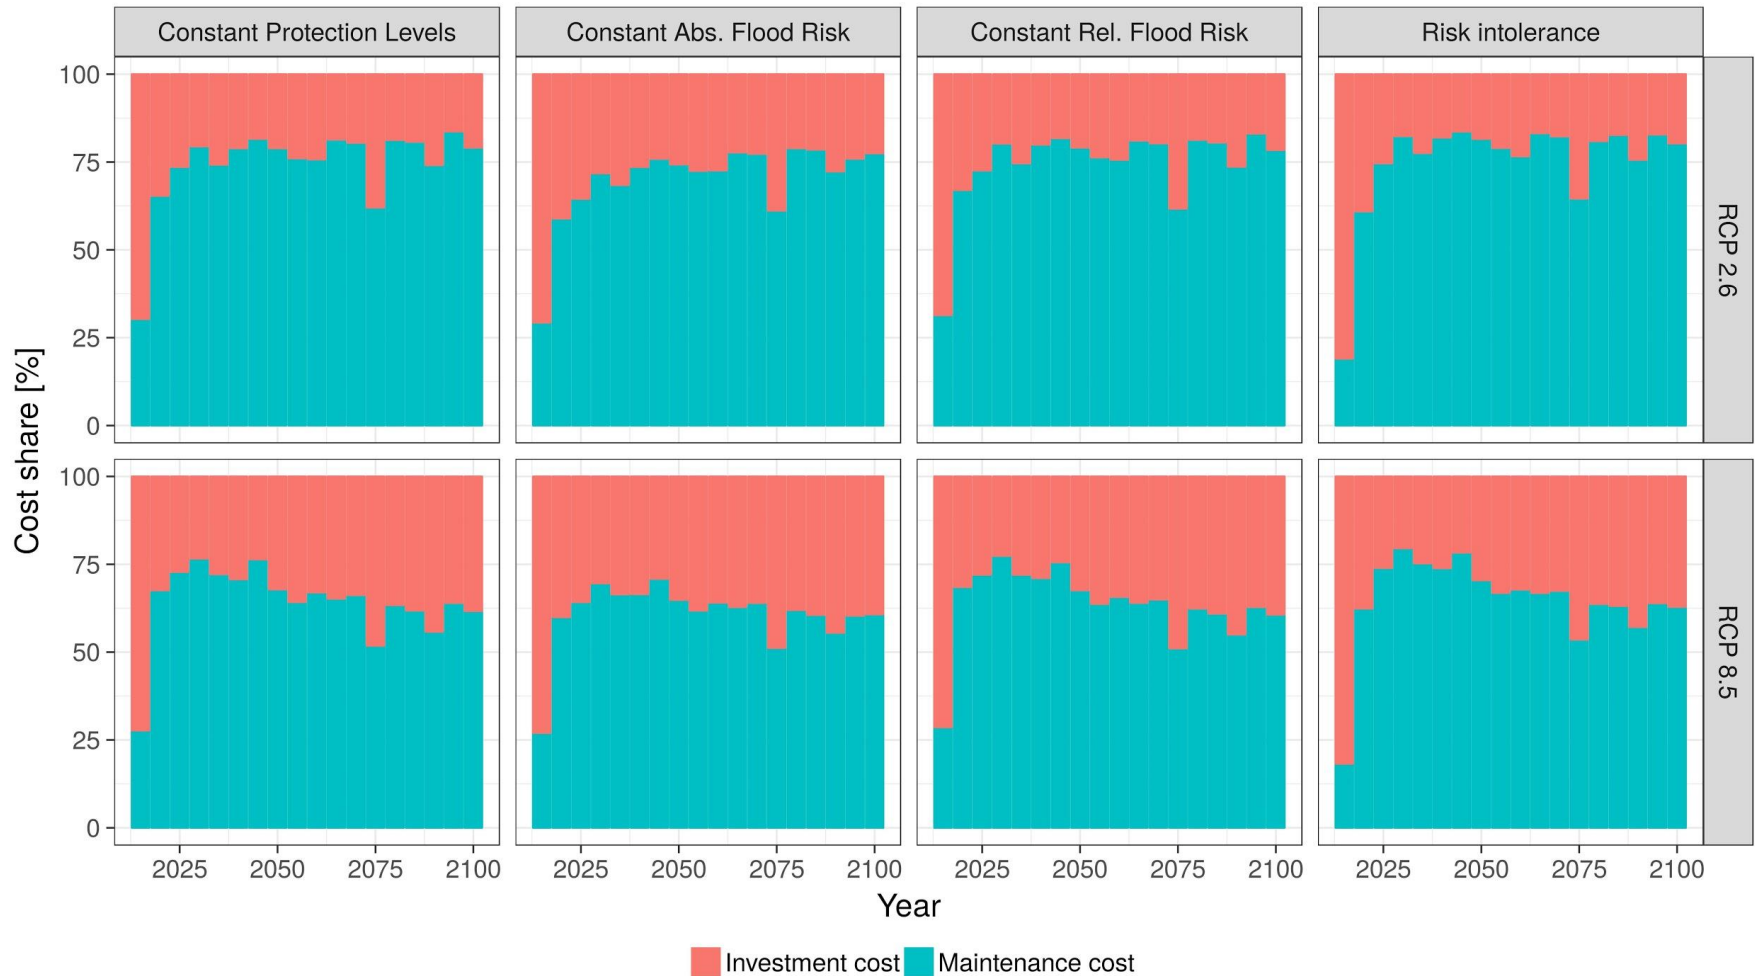 Constant Protection Levels
Constant Abs. Flood Risk
Constant Rel. Flood Risk
Risk intolerance
100
75
50
25
0
RCP 2.6
100
75
50
25
0
RCP 8.5
Cost share [%]
2025 2050 2075 2100
2025 2050 2075 2100
2025 2050 2075 2100
2025 2050 2075 2100
Year
Investment cost
Maintenance cost